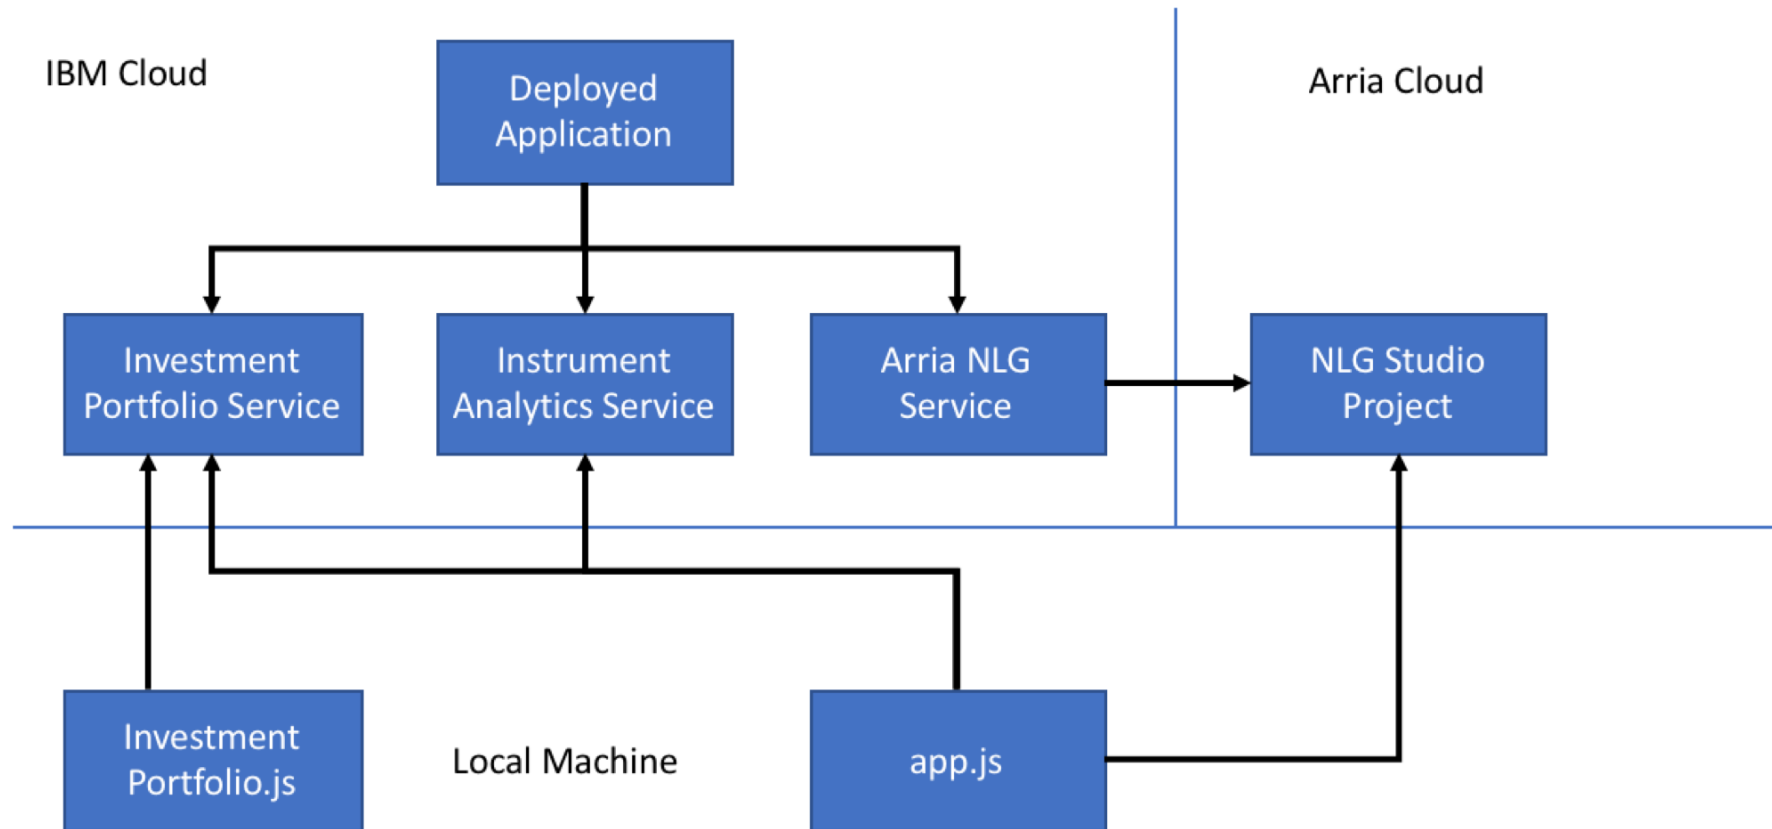 IBM Cloud
Deployed
Application
Arria Cloud
Investment
Portfolio Service
Instrument
Analytics Service
Arria NLG
Service
NLG Studio
Project
Investment
Portfolio.js
Local Machine
app.js